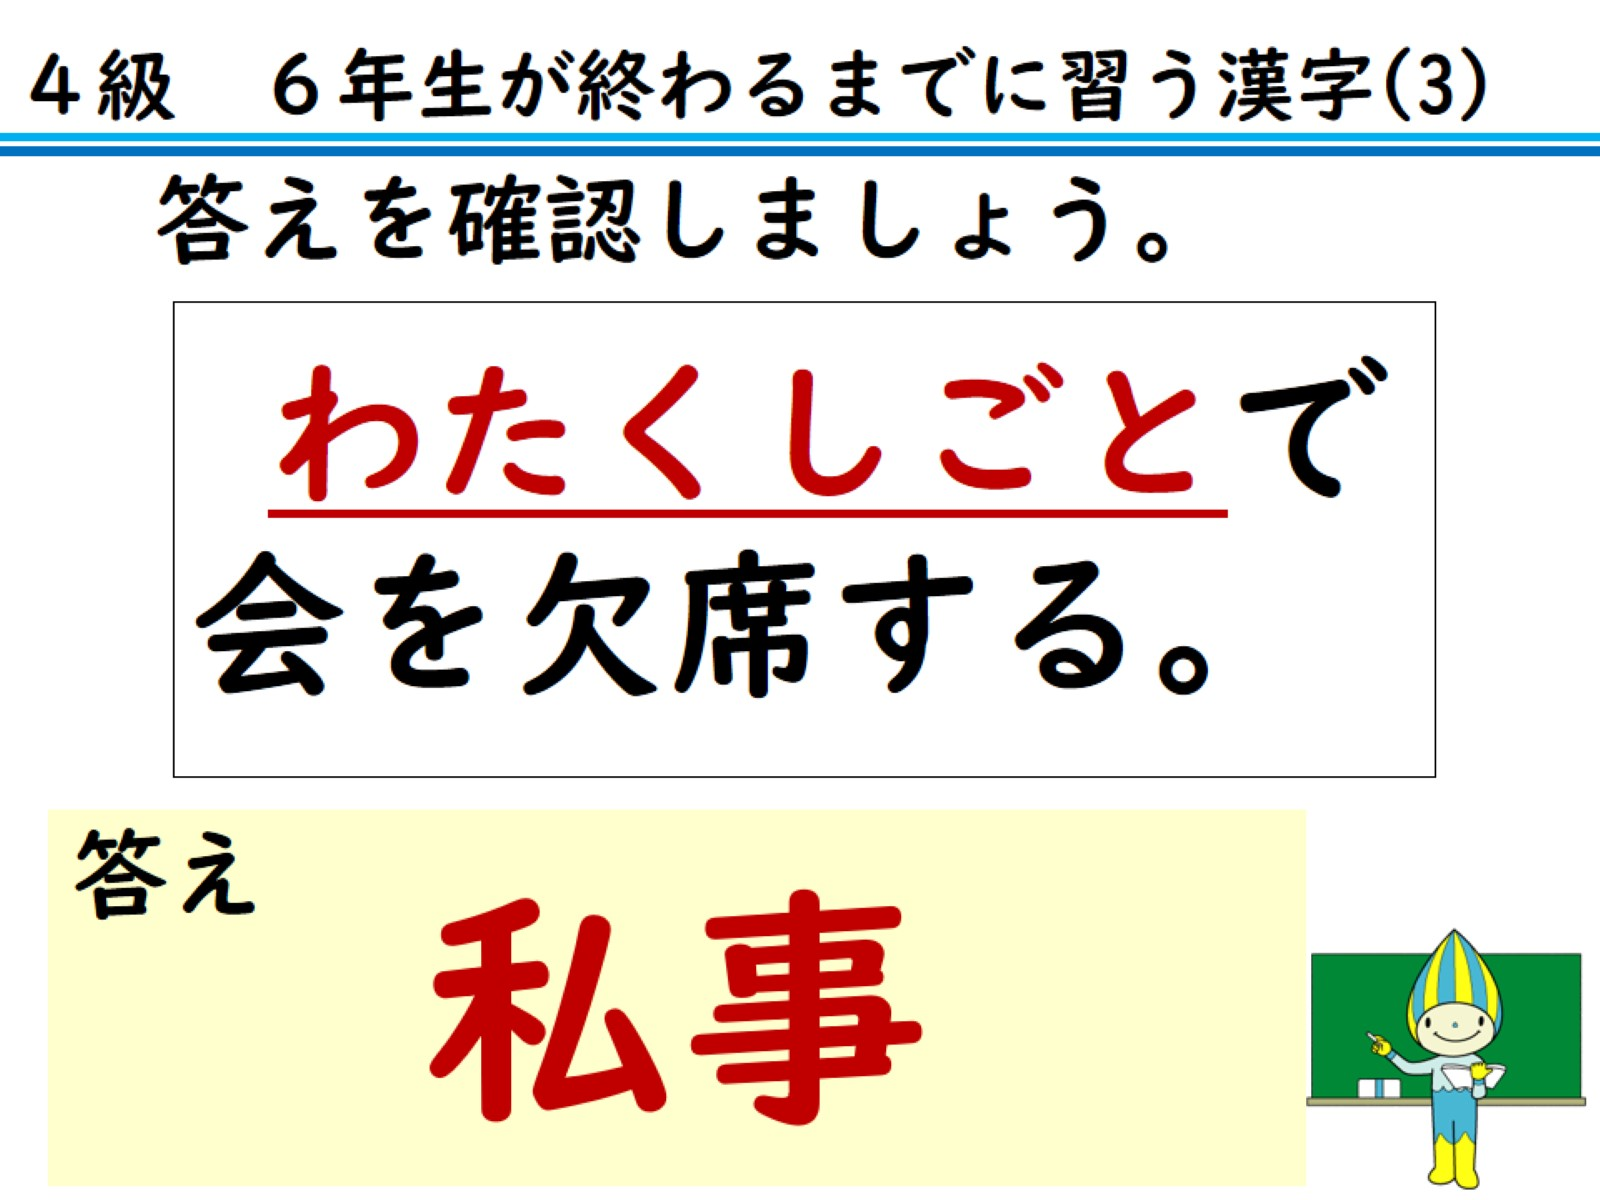 ４級　６年生が終わるまでに習う漢字(3)
答えを確認しましょう。
わたくしごとで
会を欠席する。
答え
私事